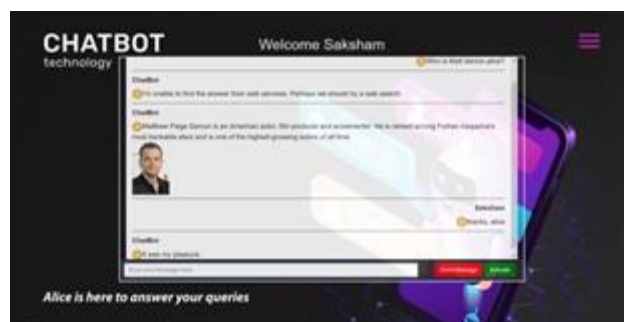 CHATBOT
technology
Welcome Saksham
Who is Matt damon alice?
ChatBot
I'm unable to find the answer from web services. Perhaps we should try a web search.
ChatBot
Matthew Paige Damon is an American actor, film producer and screenwriter. He is ranked among Forbes magazine's
most bankable stars and is one of the highest-grossing actors of all time.
Saksham
thanks, alice
ChatBot
It was my pleasure.
Alice is here to answer your queries